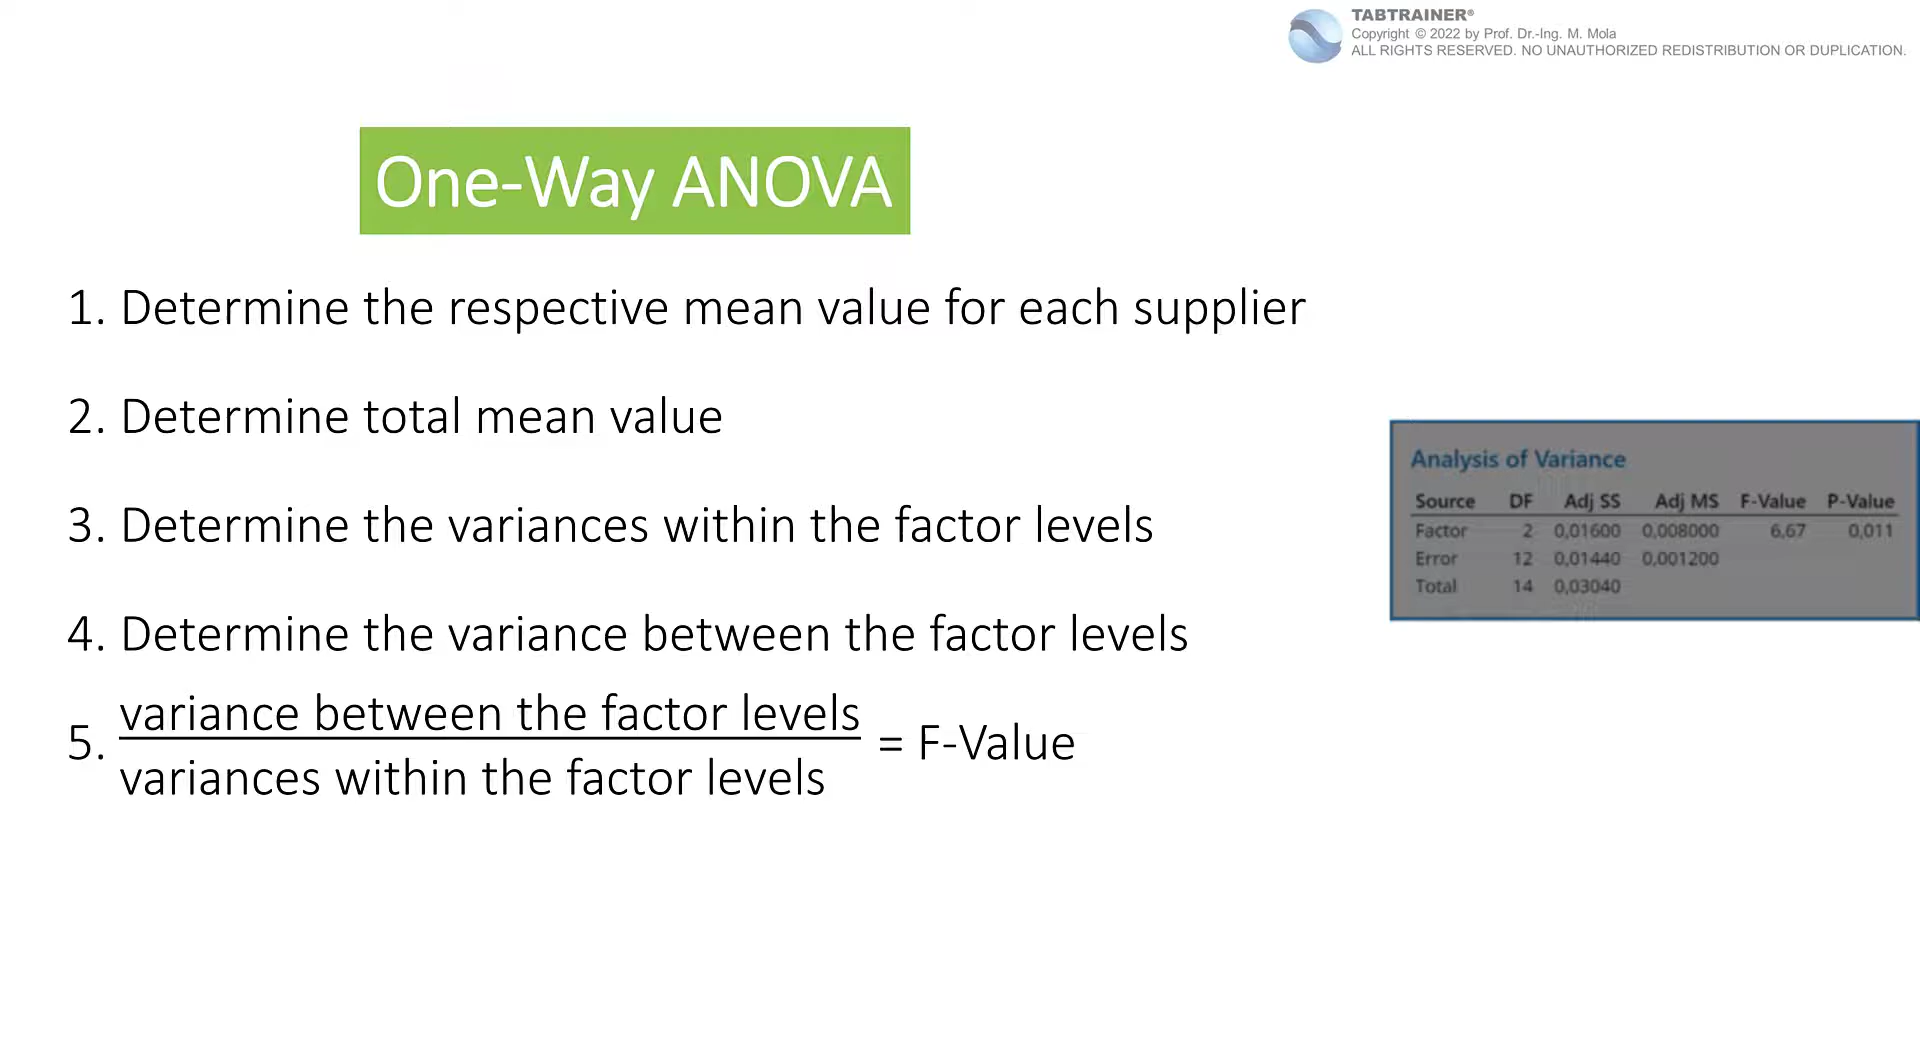 TABTRAINER®
Copyright © 2022 by Prof. Dr.-Ing. M. Mola
ALL RIGHTS RESERVED. NO UNAUTHORIZED REDISTRIBUTION OR DUPLICATION.
One-Way ANOVA
1. Determine the respective mean value for each supplier
2. Determine total mean value
3. Determine the variances within the factor levels
4. Determine the variance between the factor levels
5. variance between the factor levels
variances within the factor levels
= F-Value
Analysis of Variance
Source DF Adj SS Adj MS F-Value P-Value
Factor 2 0,01600 0,008000 6,67 0,011
Error 12 0,01440 0,001200
Total 14 0,03040